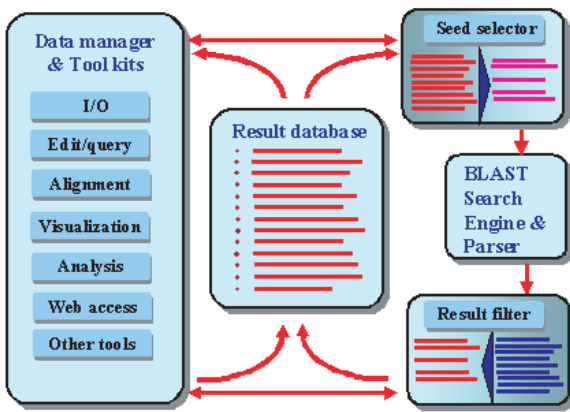 Data manager
& Tool kits
I/O
Edit/query
Alignment
Visualization
Analysis
Web access
Other tools
Result database
Seed selector
BLAST
Search
Engine &
Parser
Result filter